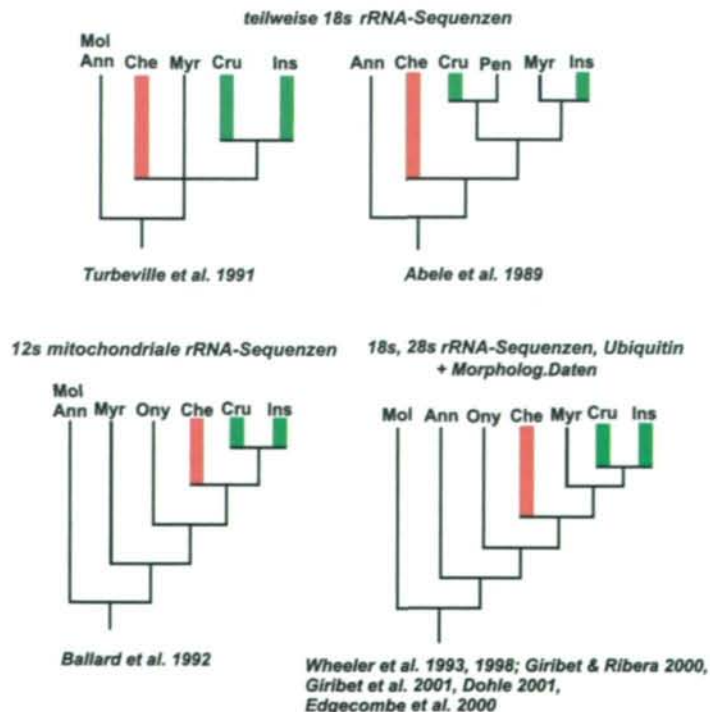 teilweise 18s rRNA-Sequenzen
Mol
Ann Che Myr Cru Ins
Ann Che Cru Pen Myr Ins
Turbeville et al. 1991
Abele et al. 1989
12s mitochondriale rRNA-Sequenzen
18s, 28s rRNA-Sequenzen, Ubiquitin
+ Morpholog.Daten
Mol
Ann Myr Ony Che Cru Ins
Mol Ann Ony Che Myr Cru Ins
Ballard et al. 1992
Wheeler et al. 1993, 1998; Giribet & Ribera 2000,
Giribet et al. 2001, Dohle 2001,
Edgecombe et al. 2000